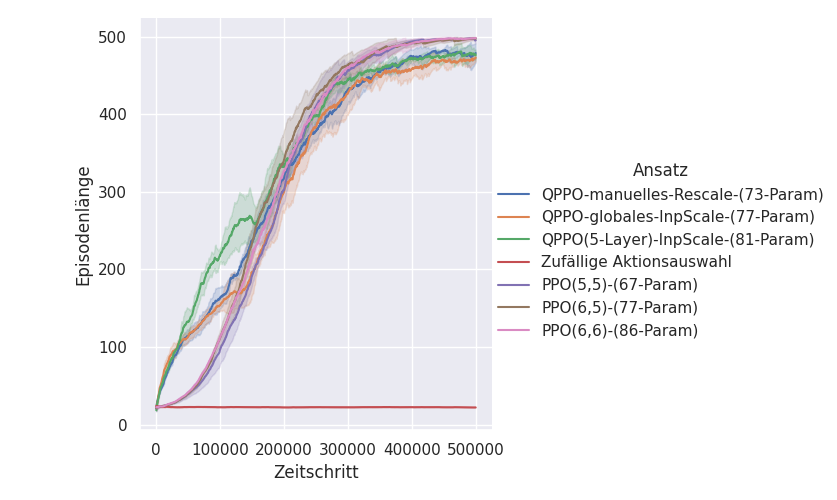 500
400
300
200
100
0
Episodenlänge
0 100000 200000 300000 400000 500000
Zeitschritt
Ansatz
QPPO-manuelles-Rescale-(73-Param)
QPPO-globales-InpScale-(77-Param)
QPPO(5-Layer)-InpScale-(81-Param)
Zufällige Aktionsauswahl
PPO(5,5)-(67-Param)
PPO(6,5)-(77-Param)
PPO(6,6)-(86-Param)